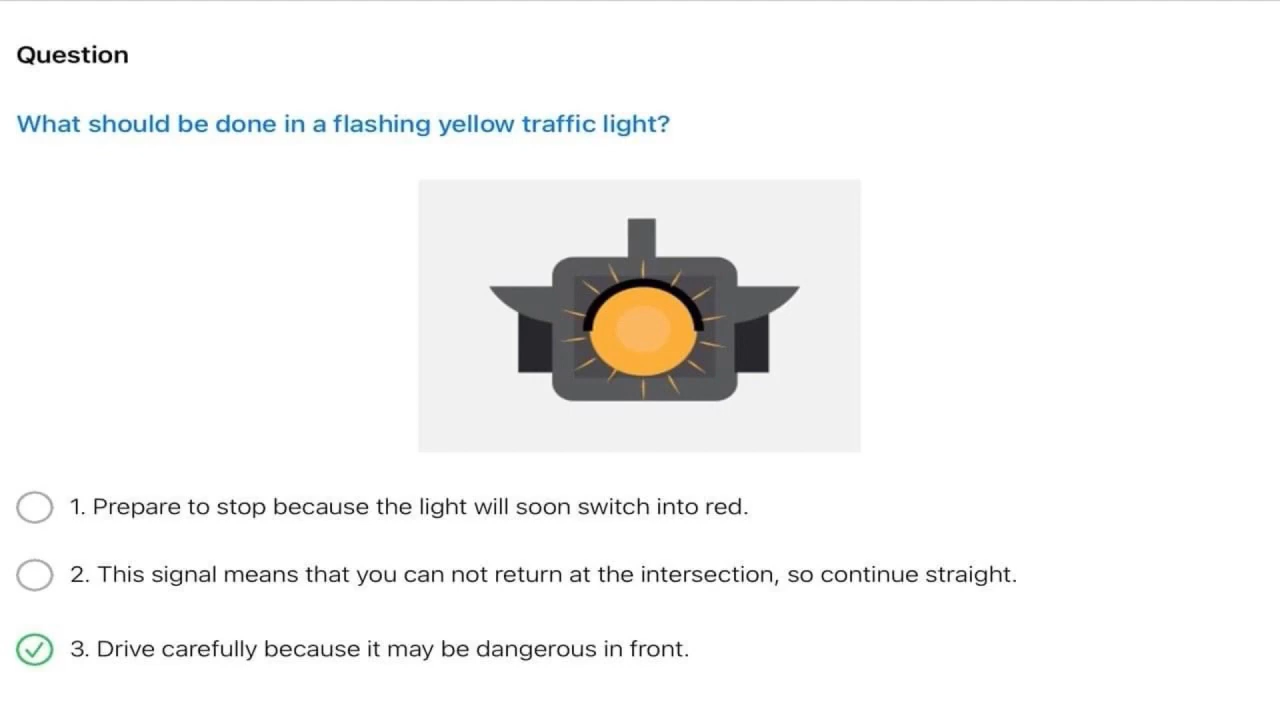 Question
What should be done in a flashing yellow traffic light?
1. Prepare to stop because the light will soon switch into red.
2. This signal means that you can not return at the intersection, so continue straight.
3. Drive carefully because it may be dangerous in front.